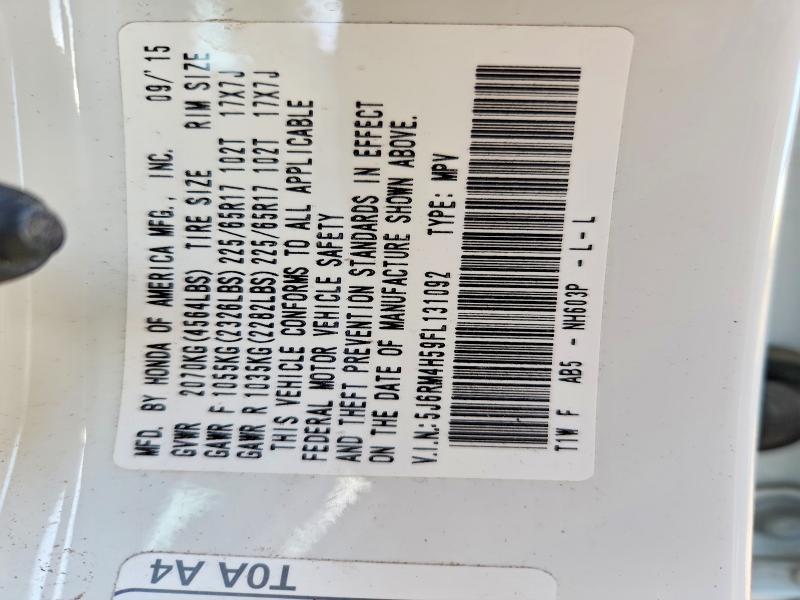 MFD. BY HONDA OF AMERICA MFG., INC. 09/'15
GVWR 2070KG(4564LBS) TIRE SIZE RIM SIZE
GAWR F 1055KG(2326LBS) 225/65R17 102T 17X7J
GAWR R 1035KG(2282LBS) 225/65R17 102T 17X7J
THIS VEHICLE CONFORMS TO ALL APPLICABLE
FEDERAL MOTOR VEHICLE SAFETY
AND THEFT PREVENTION STANDARDS IN EFFECT
ON THE DATE OF MANUFACTURE SHOWN ABOVE.
V.I.N.: 5J6RM4H59FL131092 TYPE: MPV
T1W F AB5 - NH603P - L- L
T0A A4